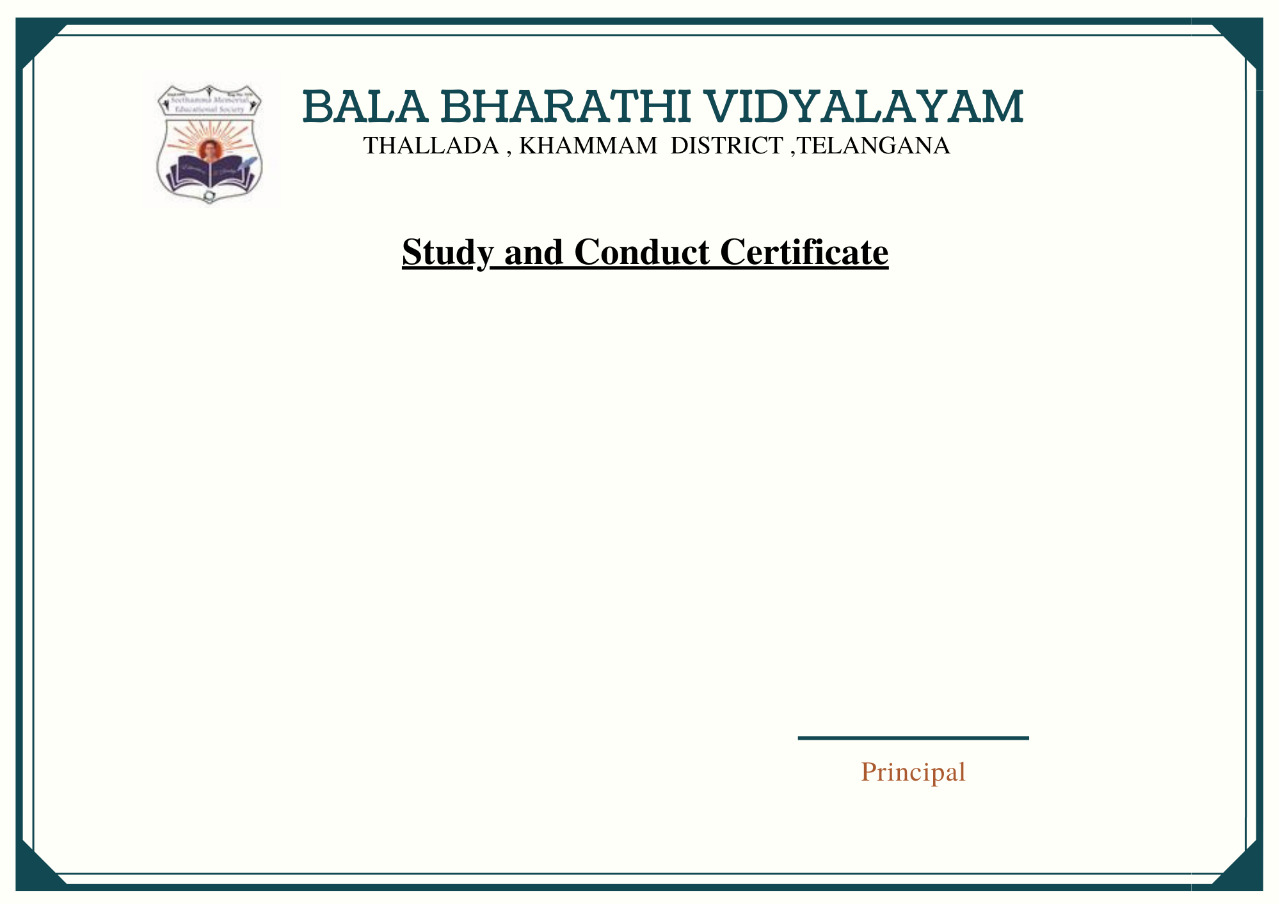 Seethamma Memorial
Educational Society
BALA BHARATHI VIDYALAYAM
THALLADA , KHAMMAM  DISTRICT ,TELANGANA
Study and Conduct Certificate
Principal